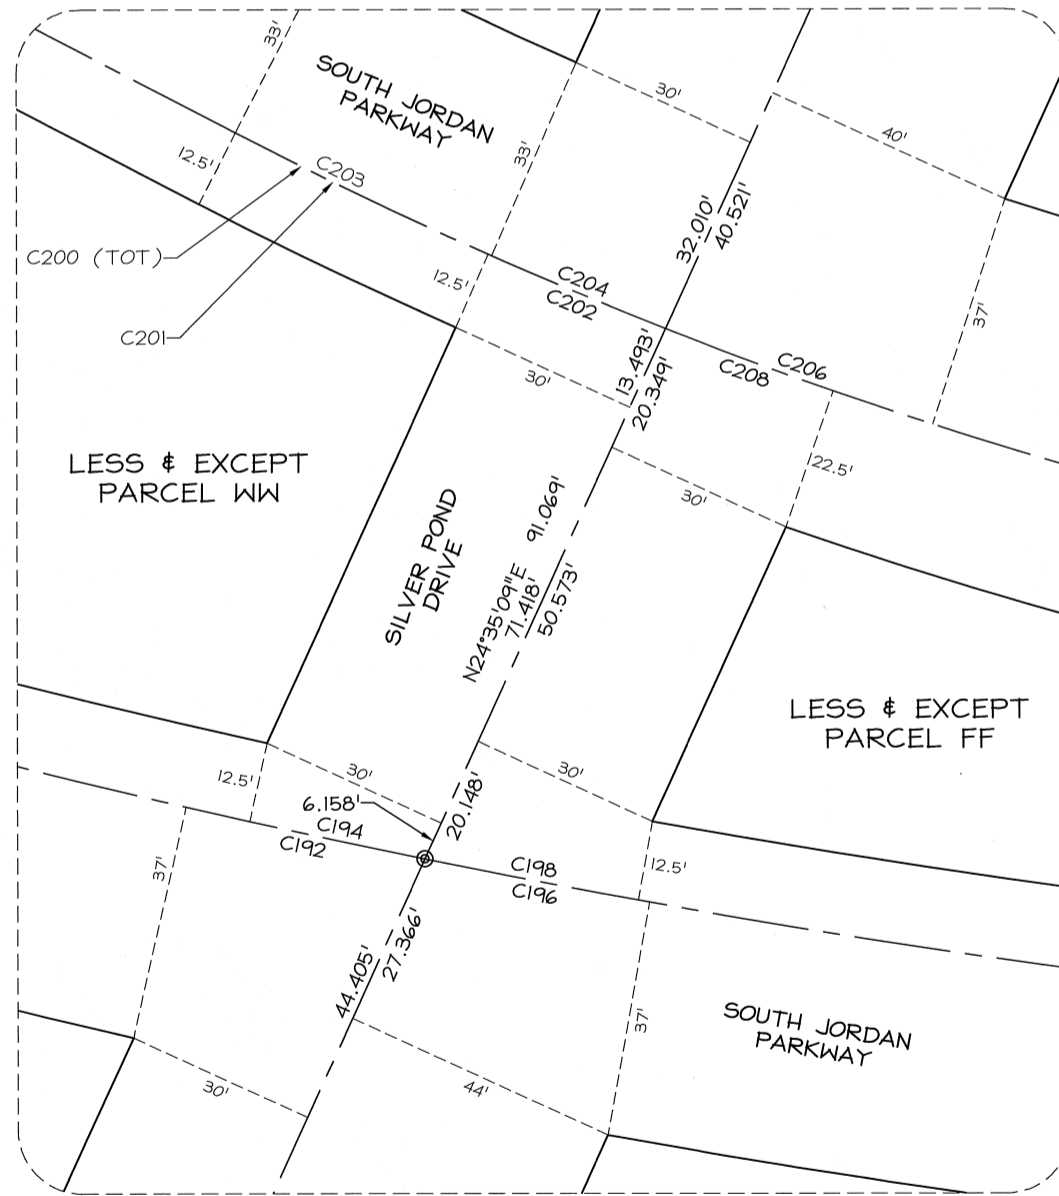 33'
SOUTH JORDAN
PARKWAY
30'
40'
33'
12.5'
C203
32.010'
40.521'
C200 (TOT)
12.5'
C204
C202
37'
C201
13.493'
20.349'
C206
C208
30'
LESS & EXCEPT
PARCEL WW
22.5'
30'
SILVER POND
DRIVE
N24°35'09"E 91.069'
71.418'
50.573'
LESS & EXCEPT
PARCEL FF
12.5'
30'
30'
6.158'
20.148'
C194
C192
C198
C196
12.5'
37'
44.405'
27.366'
37'
SOUTH JORDAN
PARKWAY
30'
44'